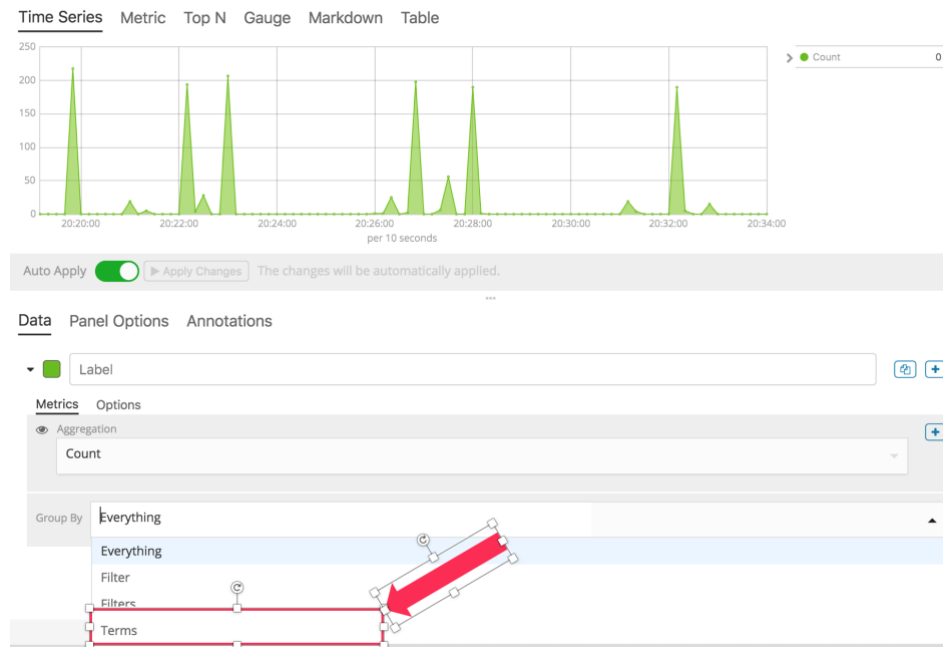 Time Series Metric Top N Gauge Markdown Table
250
200
150
100
50
0
20:20:00 20:22:00 20:24:00 20:26:00 20:28:00 20:30:00 20:32:00 20:34:00
per 10 seconds
Count 0
Auto Apply Apply Changes The changes will be automatically applied.
Data Panel Options Annotations
Label
Metrics Options
Aggregation
Count
Group By Everything
Everything
Filter
Filters
Terms